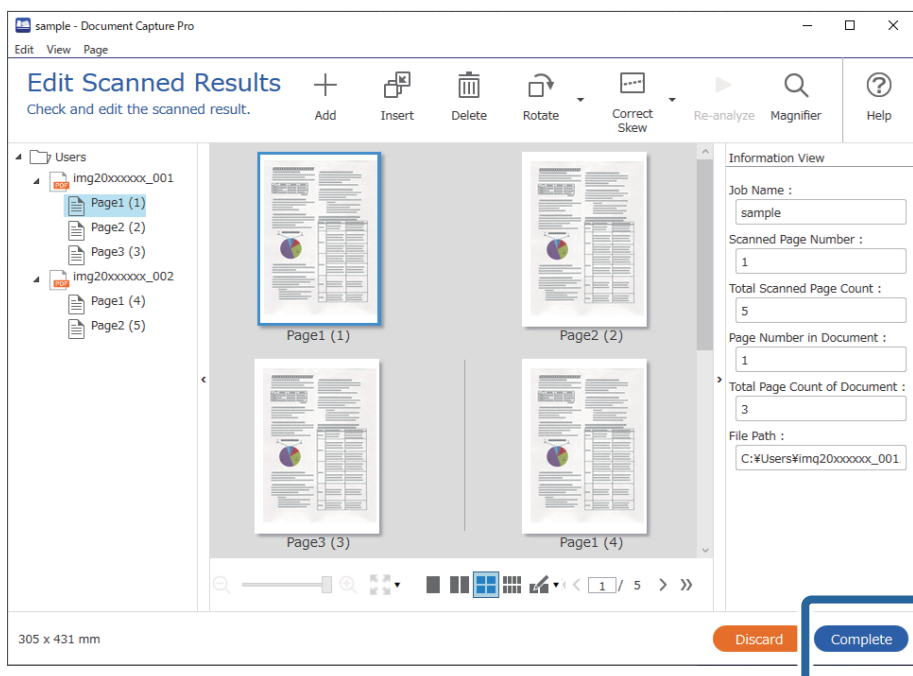 sample - Document Capture Pro
Edit View Page
Edit Scanned Results
Check and edit the scanned result.
Add
Insert
Delete
Rotate
Correct
Skew
Re-analyze
Magnifier
Help
Users
img20xxxxxx_001
Page1 (1)
Page2 (2)
Page3 (3)
img20xxxxxx_002
Page1 (4)
Page2 (5)
Page1 (1)
Page2 (2)
Page3 (3)
Page1 (4)
Information View
Job Name :
sample
Scanned Page Number :
1
Total Scanned Page Count :
5
Page Number in Document :
1
Total Page Count of Document :
3
File Path :
C:¥Users¥img20xxxxxx_001
1 / 5
305 x 431 mm
Discard
Complete